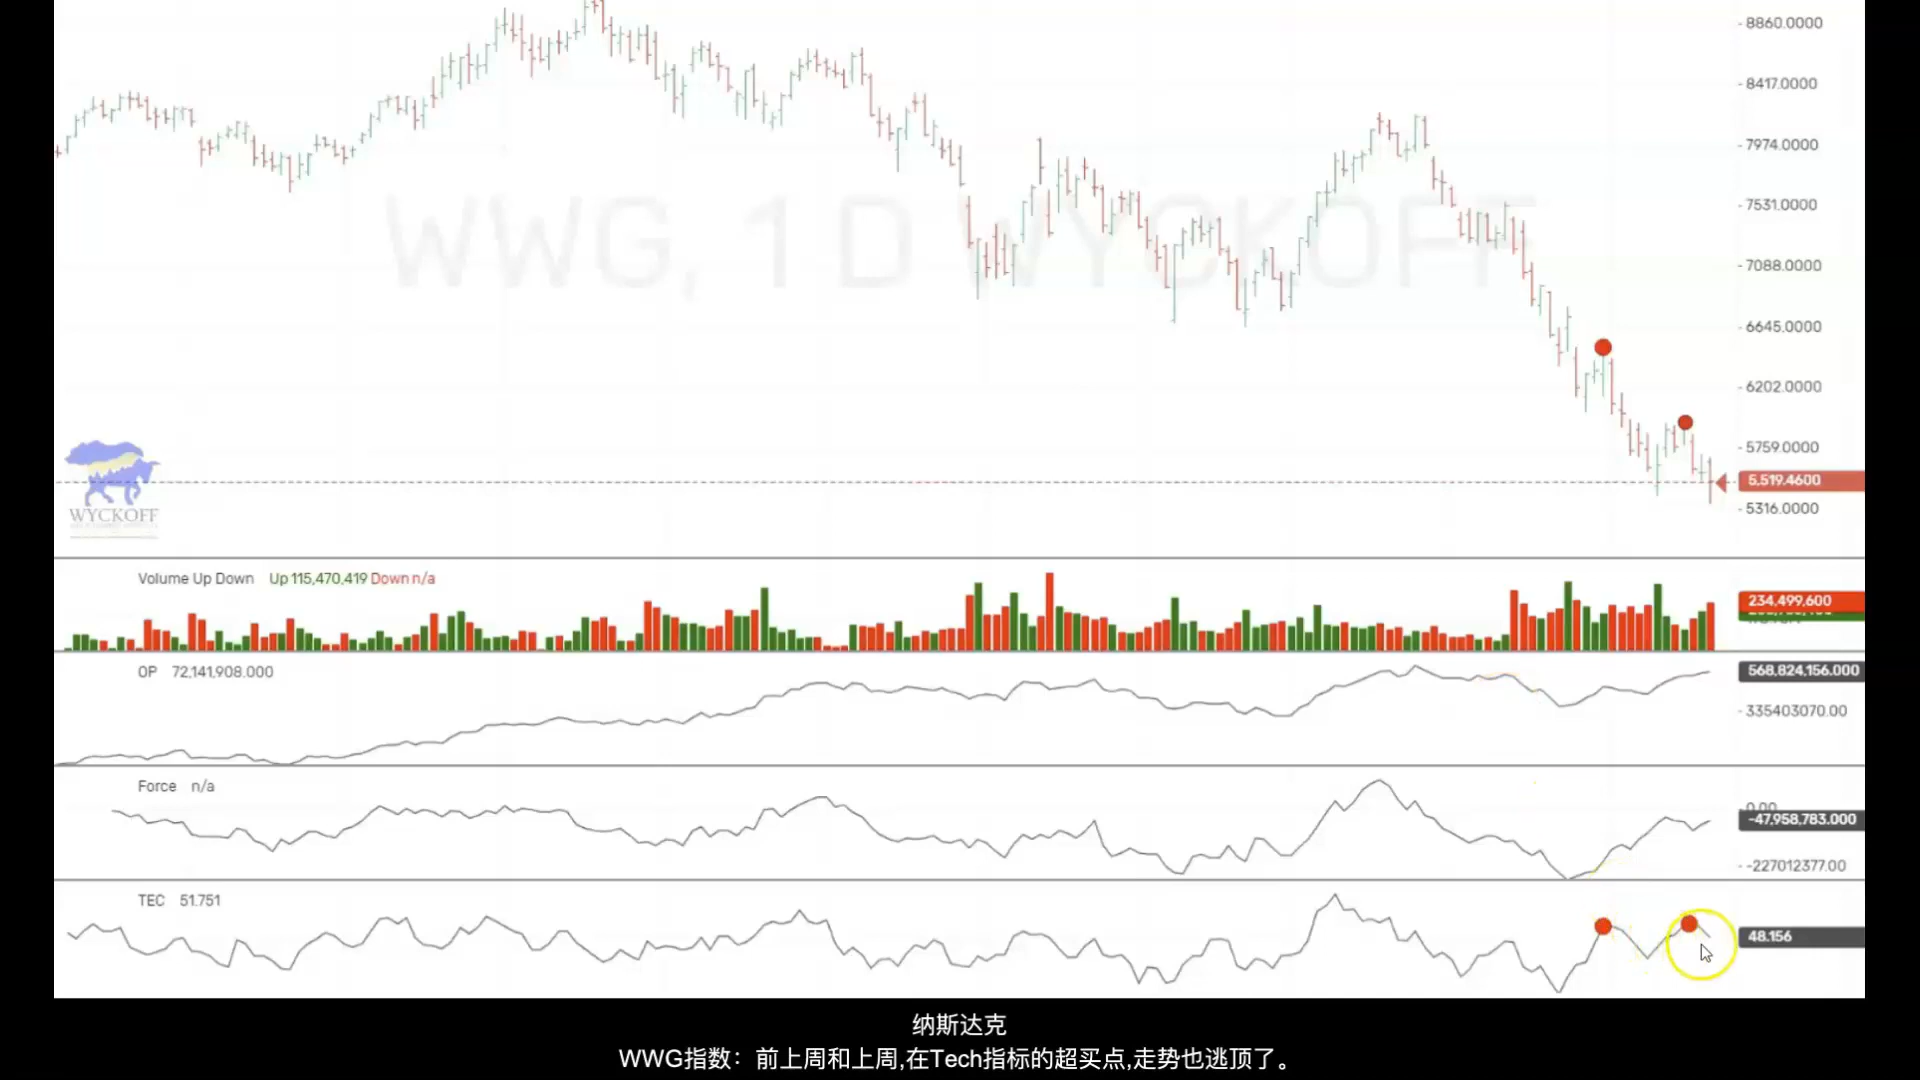 8860.0000
8417.0000
7974.0000
7531.0000
7088.0000
6645.0000
6202.0000
5759.0000
5,519.4600
5316.0000
WWG, 1D WYCKOFF
WYCKOFF
Volume Up Down Up 115,470,419 Down n/a
234,499,600
OP 72,141,908.000
568,824,156.000
335403070.00
Force n/a
0.00
-47,958,783.000
-227012377.00
TEC 51.751
48.156
纳斯达克
WWG指数：前上周和上周,在Tech指标的超买点,走势也逃顶了。